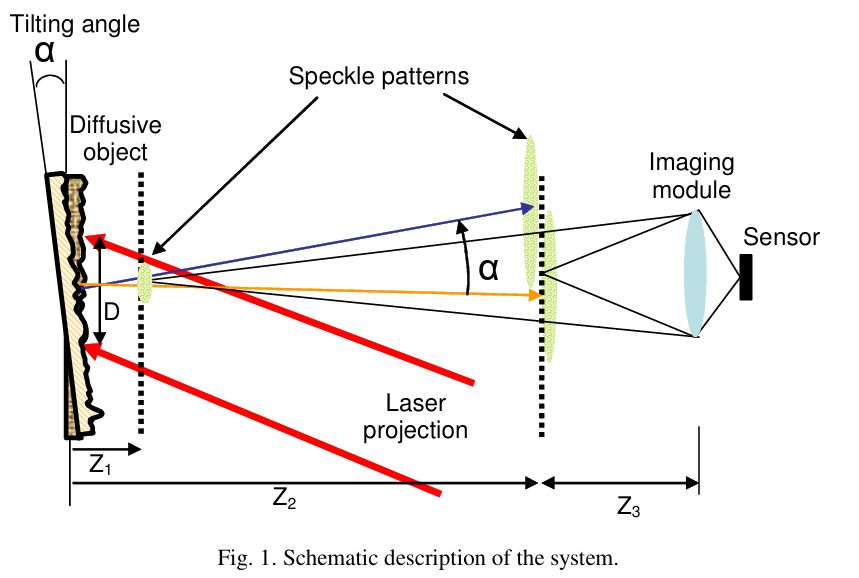 Tilting angle
α
Speckle patterns
Diffusive
object
Imaging
module
Sensor
α
D
Laser
projection
Z1
Z2
Z3
Fig. 1. Schematic description of the system.